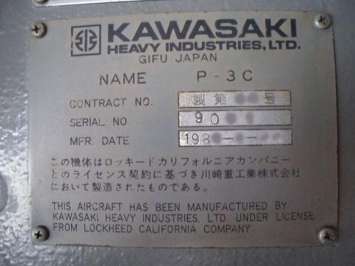 KAWASAKI
HEAVY INDUSTRIES, LTD.
GIFU JAPAN
NAME P-3C
CONTRACT NO.
SERIAL NO. 90
MFR. DATE 198
この機体はロッキード カリフォルニア カンパニー
とのライセンス契約に基づき川崎重工業株式会社
において製造されたものである。
THIS AIRCRAFT HAS BEEN MANUFACTURED BY
KAWASAKI HEAVY INDUSTRIES, LTD. UNDER LICENSE
FROM LOCKHEED CALIFORNIA COMPANY.